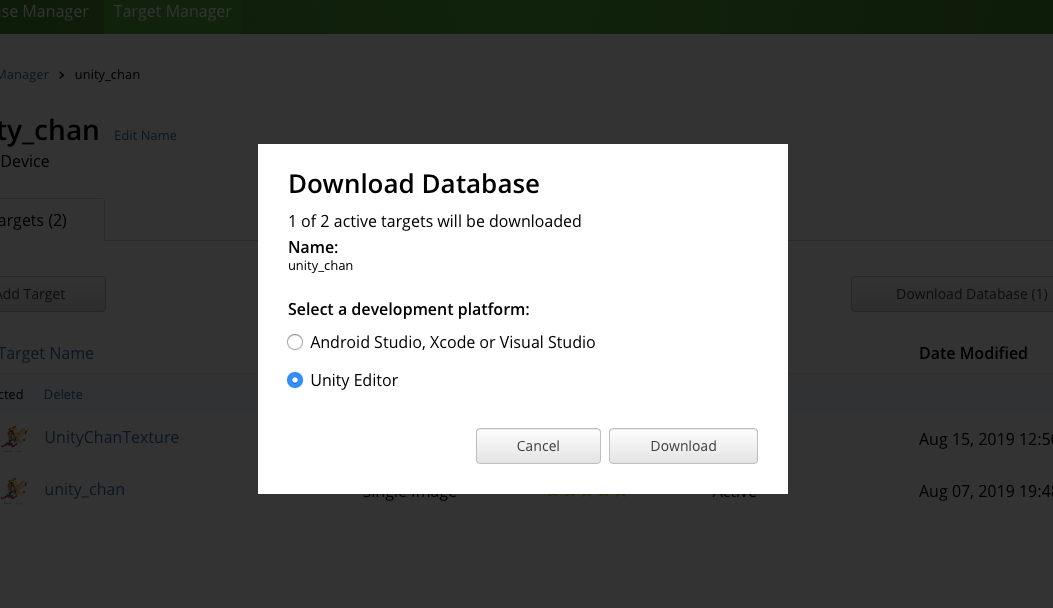 se Manager Target Manager
Manager > unity_chan
ty_chan Edit Name
Device
argets (2)
Add Target Download Database (1)
Target Name Date Modified
cted Delete
UnityChanTexture Aug 15, 2019 12:50
unity_chan Single Image Active Aug 07, 2019 19:48
Download Database
1 of 2 active targets will be downloaded
Name:
unity_chan
Select a development platform:
Android Studio, Xcode or Visual Studio
Unity Editor
Cancel Download